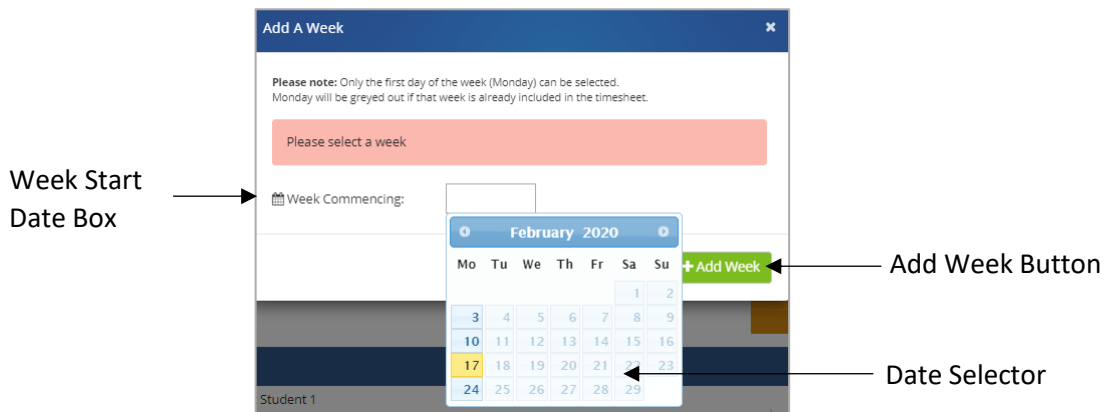 Add A Week ×
Please note: Only the first day of the week (Monday) can be selected.
Monday will be greyed out if that week is already included in the timesheet.
Please select a week
Week Start
Date Box
Week Commencing:
February 2020
Mo Tu We Th Fr Sa Su
1 2
3 4 5 6 7 8 9
10 11 12 13 14 15 16
17 18 19 20 21 22 23
24 25 26 27 28 29
+ Add Week
Add Week Button
Date Selector
Student 1